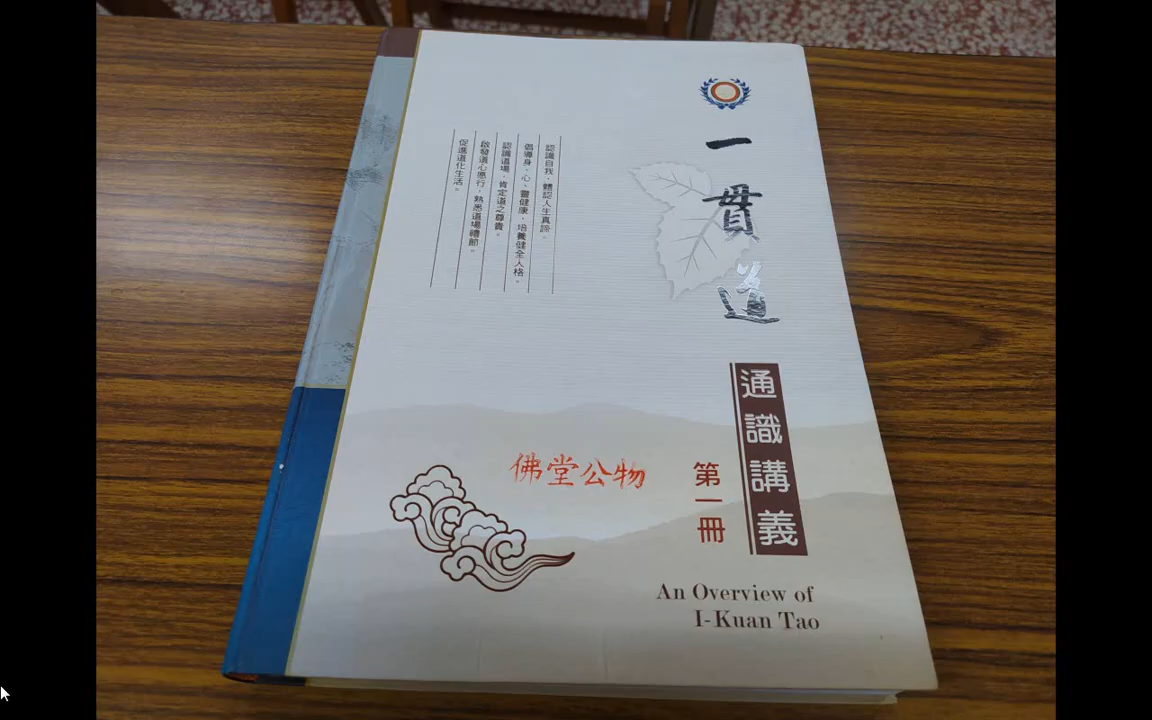 一貫道
通識講義
第一冊
An Overview of
I-Kuan Tao
認識自我，體認人生真諦。
倡導身、心、靈健康，培養健全人格。
認識道場，肯定道之尊貴。
啟發道心愿行，熟悉道場禮節。
促進道化生活。
佛堂公物